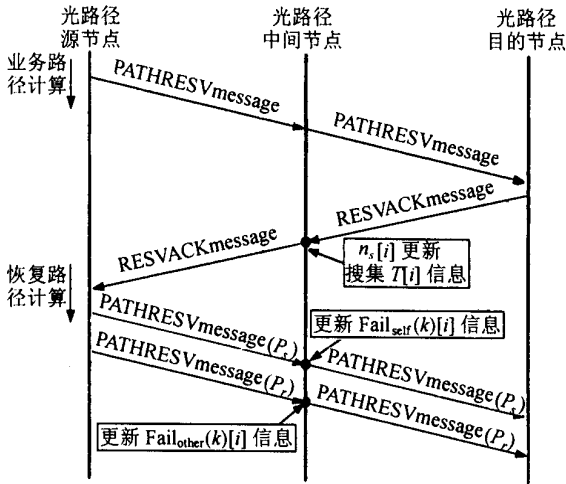 光路径
源节点
光路径
中间节点
光路径
目的节点
业务路
径计算
PATHRESVmessage
PATHRESVmessage
RESVACKmessage
RESVACKmessage
n_s[i] 更新
搜集 T[i] 信息
恢复路
径计算
更新 Fail_self(k)[i] 信息
PATHRESVmessage(P_s)
PATHRESVmessage(P_s)
PATHRESVmessage(P_r)
PATHRESVmessage(P_r)
更新 Fail_other(k)[i] 信息